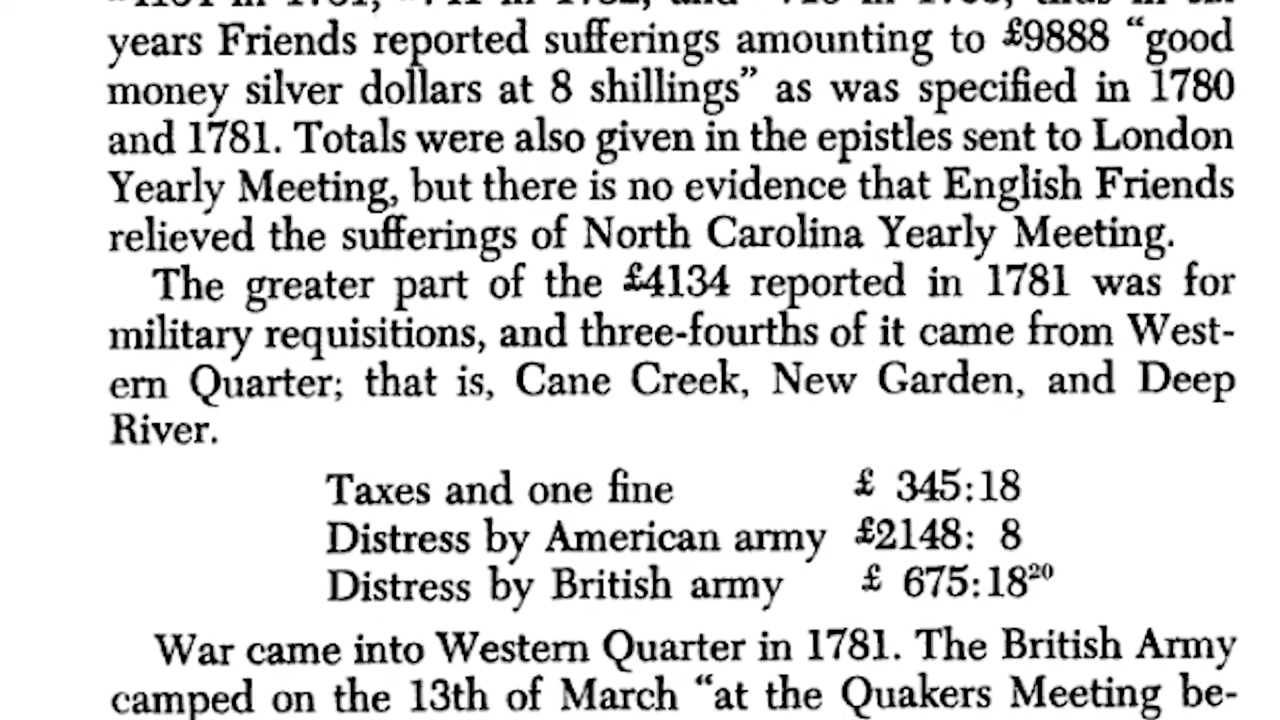 years Friends reported sufferings amounting to £9888 “good
money silver dollars at 8 shillings” as was specified in 1780
and 1781. Totals were also given in the epistles sent to London
Yearly Meeting, but there is no evidence that English Friends
relieved the sufferings of North Carolina Yearly Meeting.
The greater part of the £4134 reported in 1781 was for
military requisitions, and three-fourths of it came from West-
ern Quarter; that is, Cane Creek, New Garden, and Deep
River.
Taxes and one fine £ 345:18
Distress by American army £2148: 8
Distress by British army £ 675:18²⁰
War came into Western Quarter in 1781. The British Army
camped on the 13th of March “at the Quakers Meeting be-